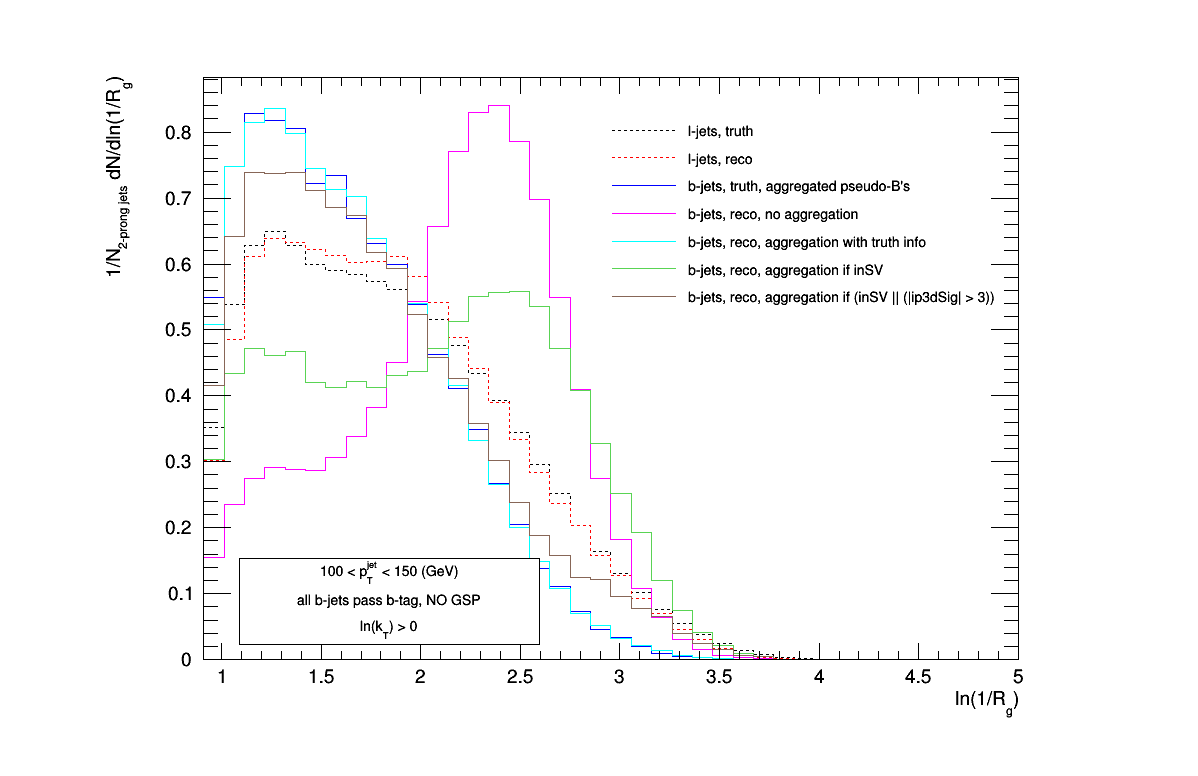 1/N2-prong jets dN/dln(1/Rg)
0.8
0.7
0.6
0.5
0.4
0.3
0.2
0.1
0
l-jets, truth
l-jets, reco
b-jets, truth, aggregated pseudo-B's
b-jets, reco, no aggregation
b-jets, reco, aggregation with truth info
b-jets, reco, aggregation if inSV
b-jets, reco, aggregation if (inSV || (|ip3dSig| > 3))
100 < pTjet < 150 (GeV)
all b-jets pass b-tag, NO GSP
ln(kT) > 0
1 1.5 2 2.5 3 3.5 4 4.5 5
ln(1/Rg)